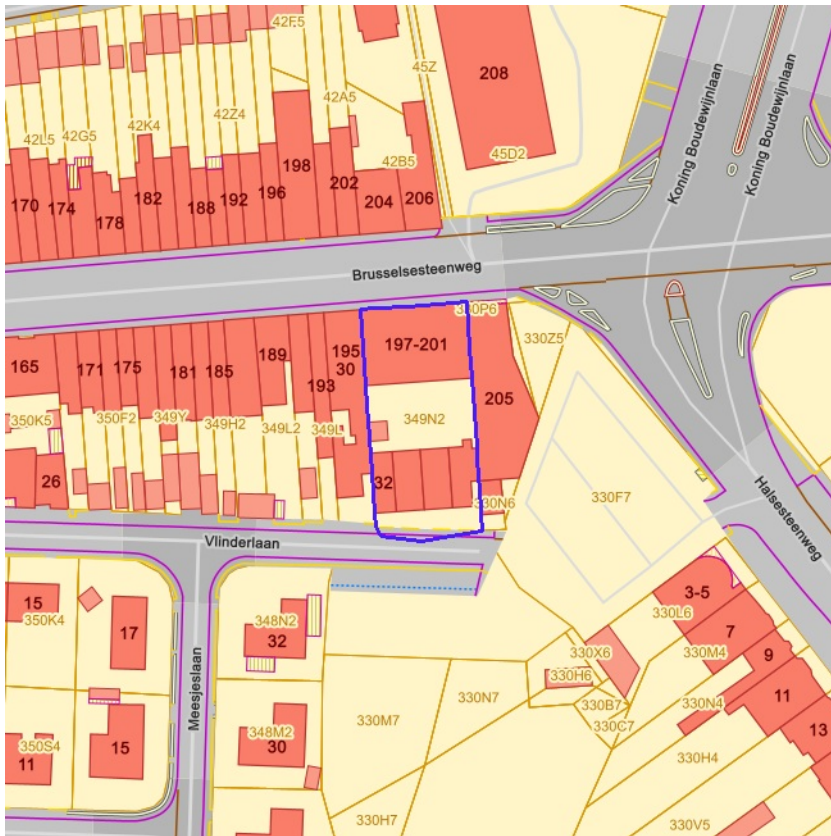 42F5
45Z
208
42L5
42G5
42K4
42Z4
42A5
42B5
45D2
170
174
178
182
188
192
196
198
202
204
206
Koning Boudewijnlaan
Koning Boudewijnlaan
Brusselsesteenweg
330P6
330Z5
165
171
175
181
185
189
193
195
30
197-201
205
350K5
350F2
349Y
349H2
349L2
349L
349N2
26
32
330N6
330F7
Halsesteenweg
Vlinderlaan
Meesjeslaan
15
350K4
17
348N2
32
3-5
330L6
7
330M4
9
330X6
330H6
330B7
330C7
330N4
11
13
330M7
330N7
350S4
11
15
348M2
30
330H4
330H7
330V5